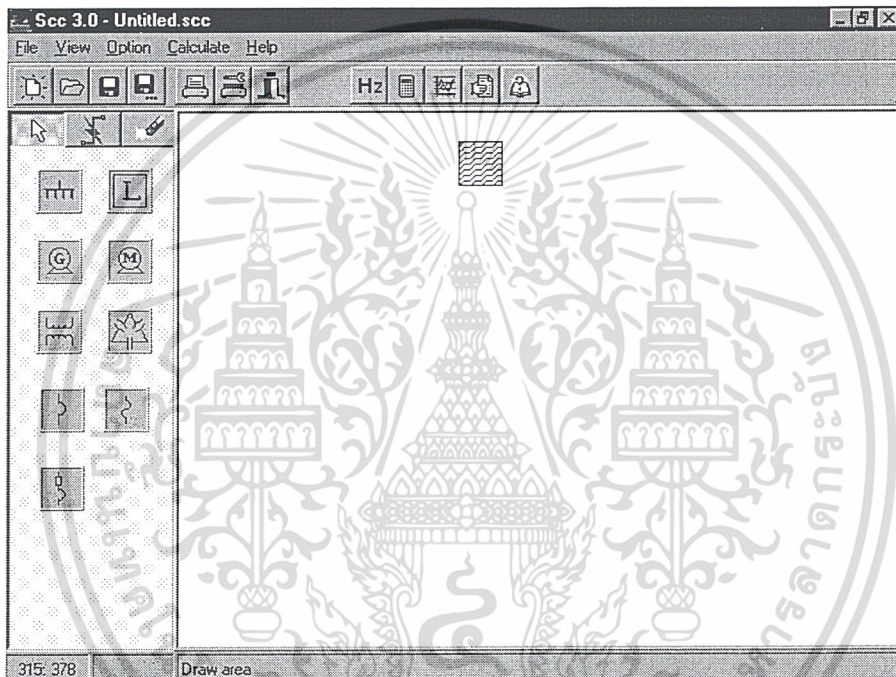 Scc 3.0 - Untitled.scc
File View Option Calculate Help
Hz
L
G M
315; 378 Draw area